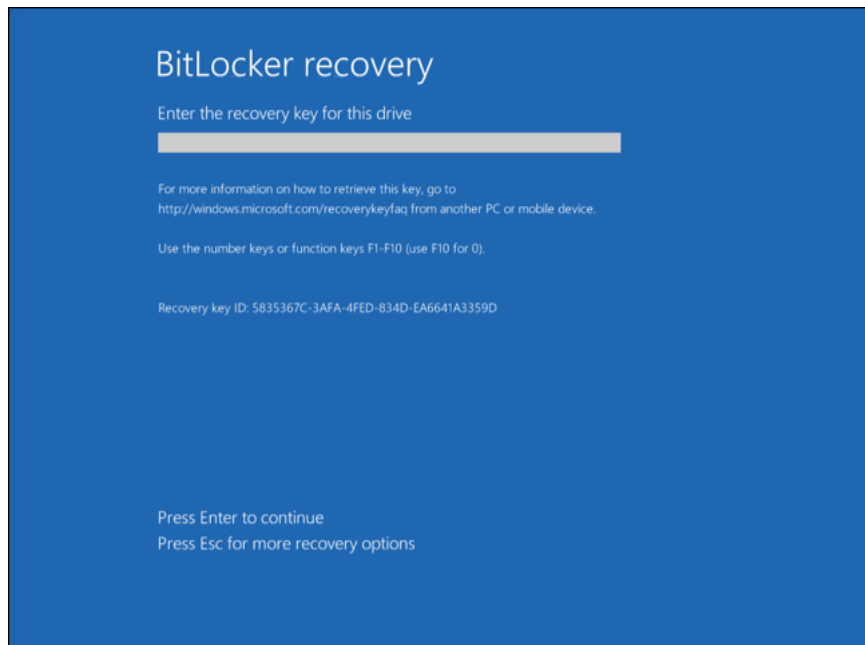 BitLocker recovery
Enter the recovery key for this drive
For more information on how to retrieve this key, go to
http://windows.microsoft.com/recoverykeyfaq from another PC or mobile device.
Use the number keys or function keys F1-F10 (use F10 for 0).
Recovery key ID: 5835367C-3AFA-4FED-834D-EA6641A3359D
Press Enter to continue
Press Esc for more recovery options